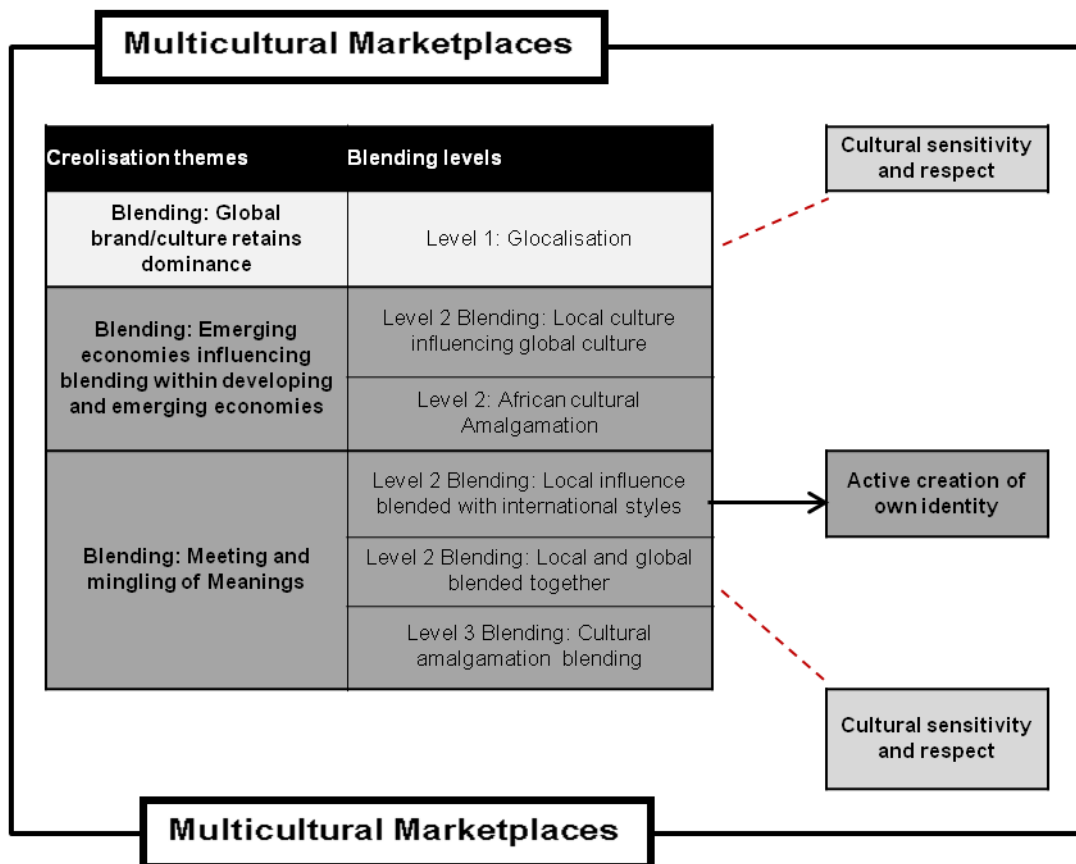 Multicultural Marketplaces
Creolisation themes
Blending levels
Cultural sensitivity
and respect
Blending: Global
brand/culture retains
dominance
Level 1: Glocalisation
Blending: Emerging
economies influencing
blending within developing
and emerging economies
Level 2 Blending: Local culture
influencing global culture
Level 2: African cultural
Amalgamation
Blending: Meeting and
mingling of Meanings
Level 2 Blending: Local influence
blended with international styles
Level 2 Blending: Local and global
blended together
Level 3 Blending: Cultural
amalgamation blending
Active creation of
own identity
Cultural sensitivity
and respect
Multicultural Marketplaces